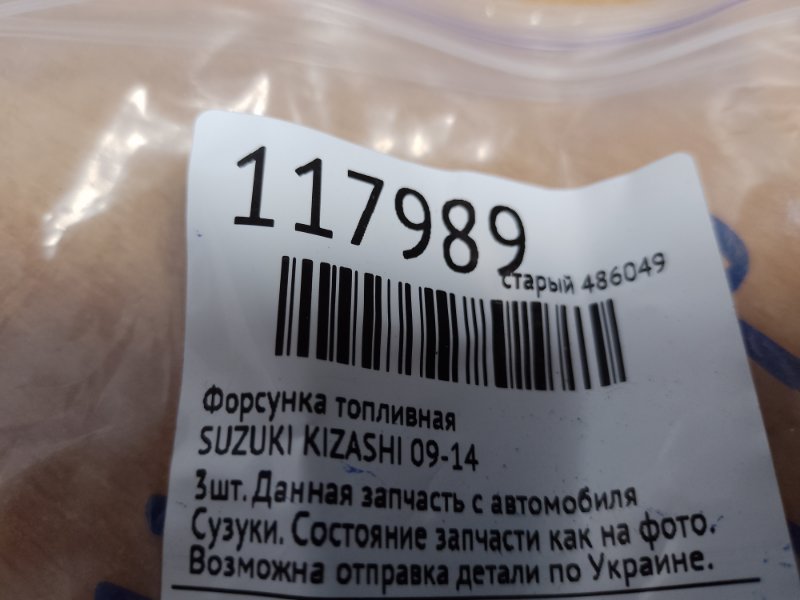 117989
старый 486049
Форсунка топливная
SUZUKI KIZASHI 09-14
3шт. Данная запчасть с автомобиля
Сузуки. Состояние запчасти как на фото.
Возможна отправка детали по Украине.